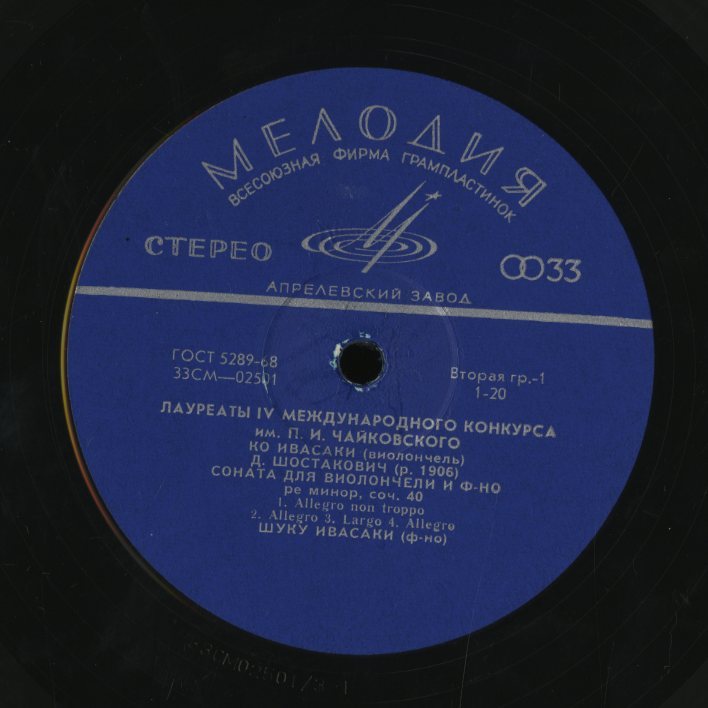 МЕЛОДИЯ
ВСЕСОЮЗНАЯ ФИРМА ГРАМПЛАСТИНОК
СТЕРЕО
33
АПРЕЛЕВСКИЙ ЗАВОД
ГОСТ 5289-68
33СМ—02501
Вторая гр.-1
1-20
ЛАУРЕАТЫ IV МЕЖДУНАРОДНОГО КОНКУРСА
им. П. И. ЧАЙКОВСКОГО
КО ИВАСАКИ (виолончель)
Д. ШОСТАКОВИЧ (р. 1906)
СОНАТА ДЛЯ ВИОЛОНЧЕЛИ И Ф-НО
ре минор, соч. 40
1. Allegro non troppo
2. Allegro 3. Largo 4. Allegro
ШУКУ ИВАСАКИ (ф-но)